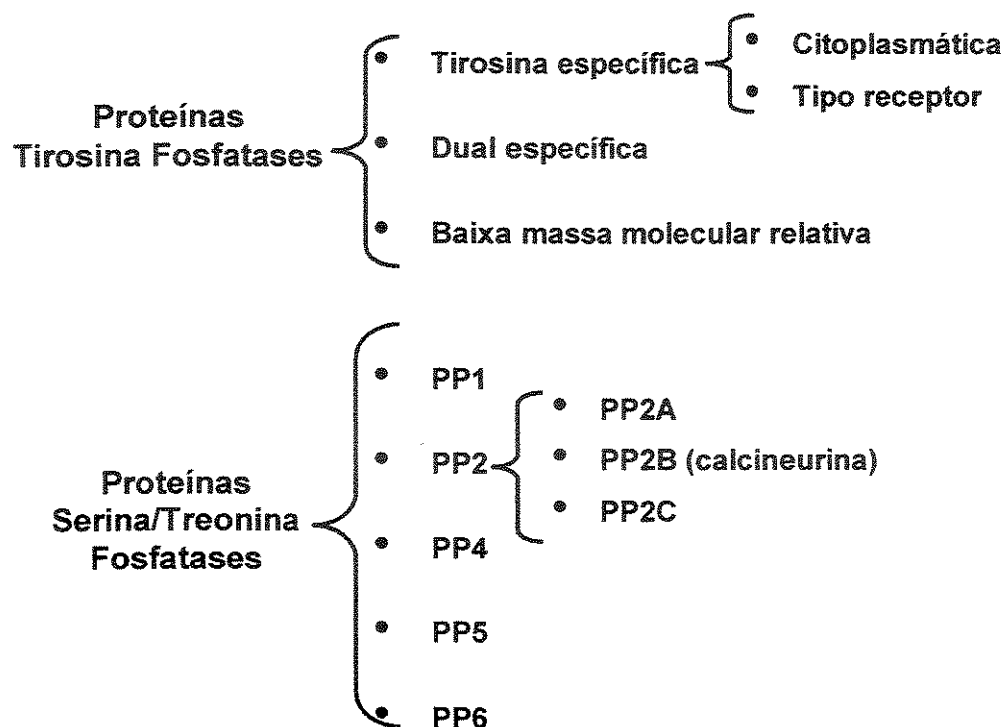 Proteínas
Tirosina Fosfatases
• Tirosina específica
• Citoplasmática
• Tipo receptor
• Dual específica
• Baixa massa molecular relativa
Proteínas
Serina/Treonina
Fosfatases
• PP1
• PP2
• PP2A
• PP2B (calcineurina)
• PP2C
• PP4
• PP5
• PP6